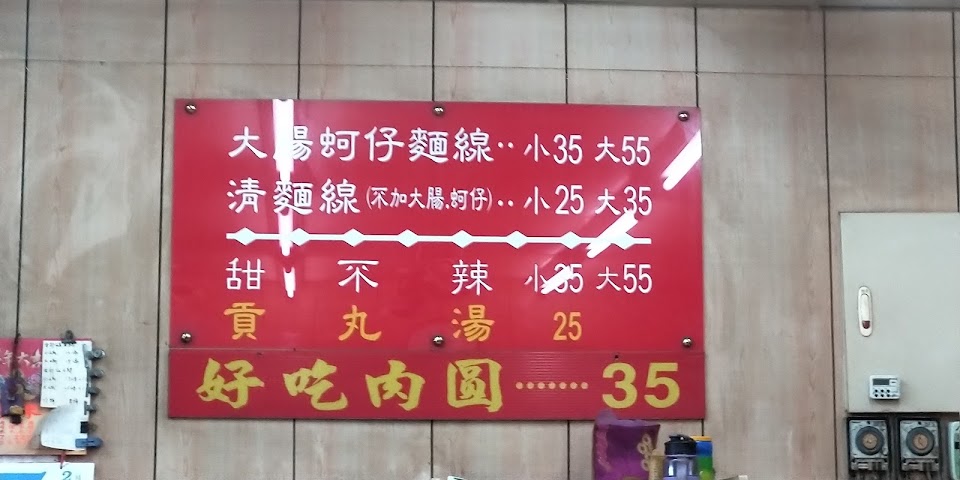 大腸蚵仔麵線‥小35 大55
清麵線(不加大腸.蚵仔)‥小25 大35
甜不辣 小35 大55
貢丸湯 25
好吃肉圓‥‥‥‥35